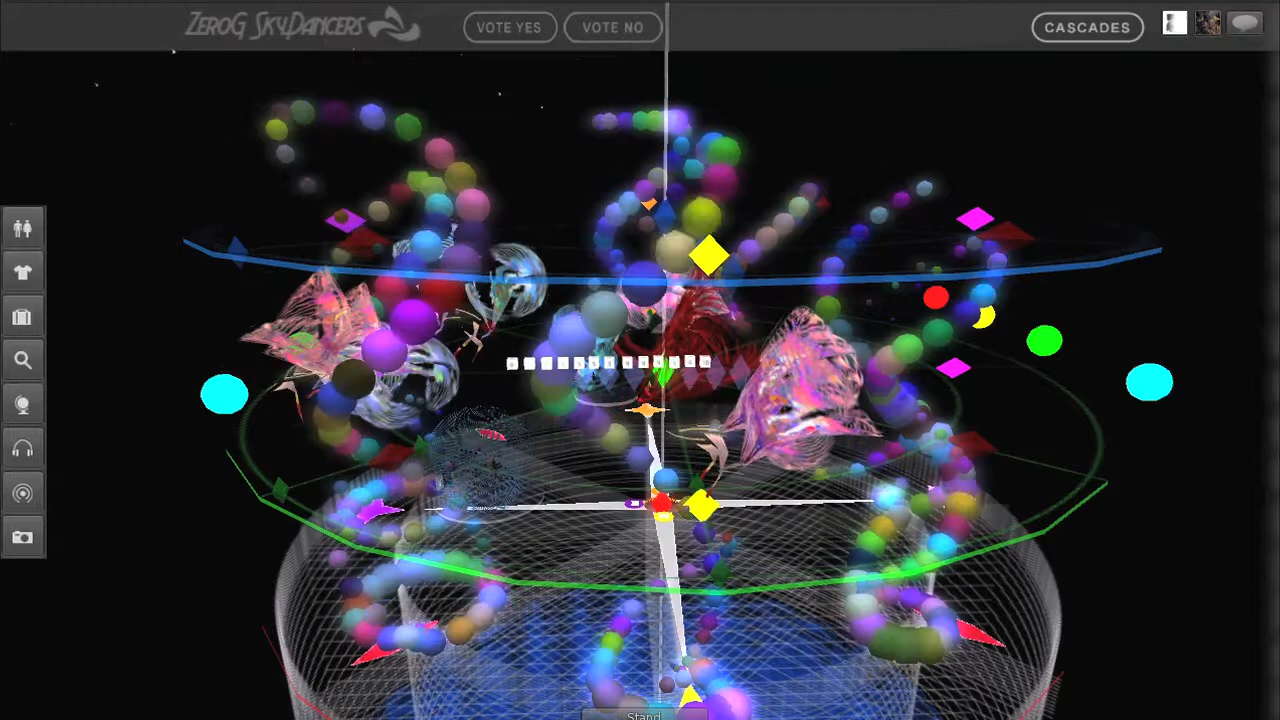 ZEROG SKYDANCERS
VOTE YES
VOTE NO
CASCADES
Stand